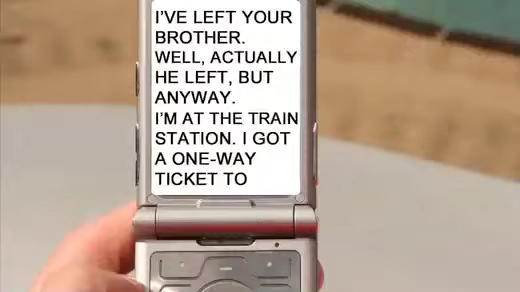 I'VE LEFT YOUR
BROTHER.
WELL, ACTUALLY
HE LEFT, BUT
ANYWAY.
I'M AT THE TRAIN
STATION. I GOT
A ONE-WAY
TICKET TO